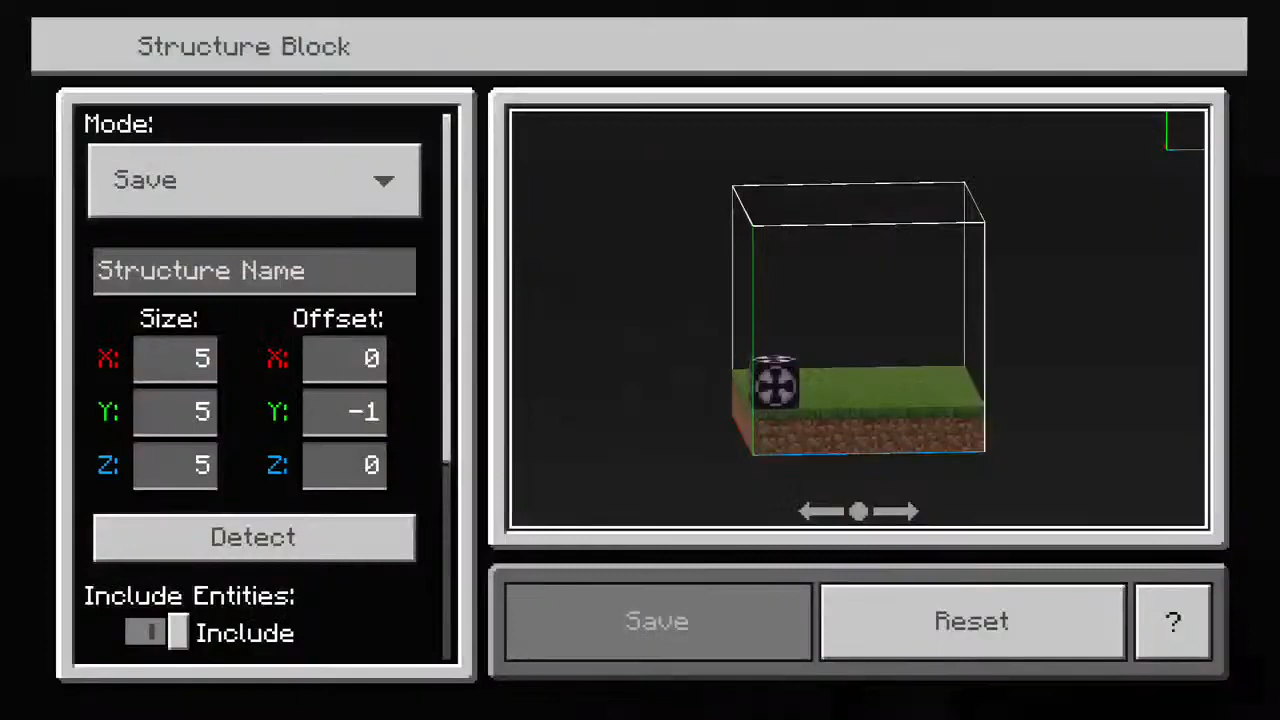 Structure Block
Mode:
Save
Structure Name
Size: Offset:
X: 5 X: 0
Y: 5 Y: -1
Z: 5 Z: 0
Detect
Include Entities:
Include
Save Reset ?